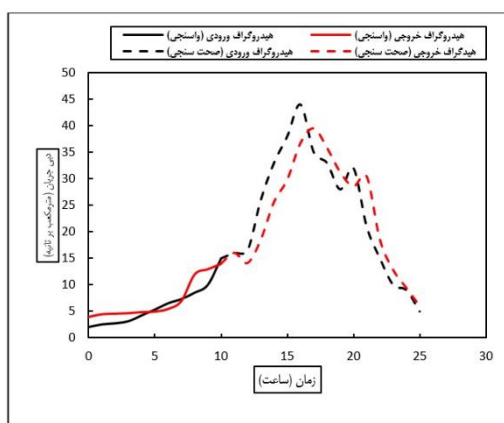 هیدروگراف ورودی (واسنجی) هیدروگراف خروجی (واسنجی)
هیدروگراف ورودی (صحت سنجی) هیدگراف خروجی (صحت سنجی)
50
45
40
35
30
25
20
15
10
5
0
دبی جریان (مترمکعب بر ثانیه)
0 5 10 15 20 25 30
زمان (ساعت)